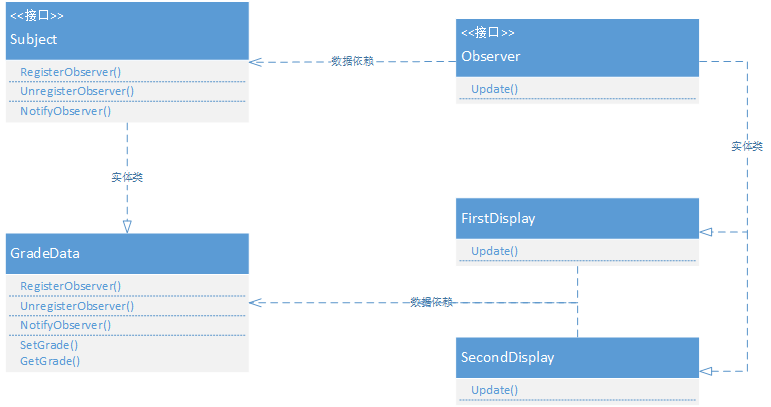 <<接口>>
Subject
RegisterObserver()
UnregisterObserver()
NotifyObserver()
数据依赖
<<接口>>
Observer
Update()
实体类
实体类
FirstDisplay
Update()
GradeData
RegisterObserver()
UnregisterObserver()
NotifyObserver()
SetGrade()
GetGrade()
数据依赖
SecondDisplay
Update()